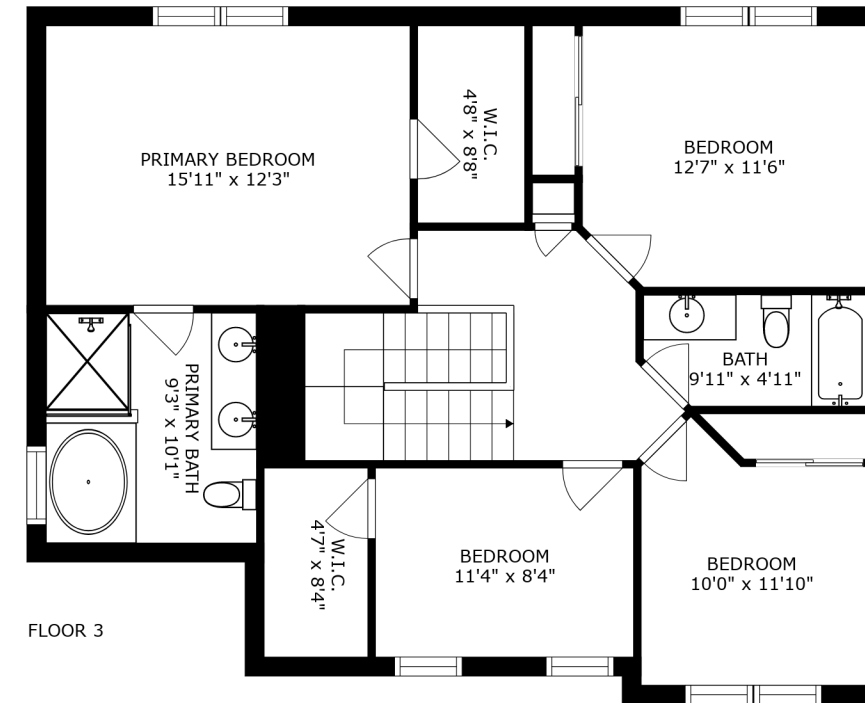 PRIMARY BEDROOM
15'11" x 12'3"
W.I.C.
4'8" x 8'8"
BEDROOM
12'7" x 11'6"
PRIMARY BATH
9'3" x 10'1"
BATH
9'11" x 4'11"
W.I.C.
4'7" x 8'4"
BEDROOM
11'4" x 8'4"
BEDROOM
10'0" x 11'10"
FLOOR 3